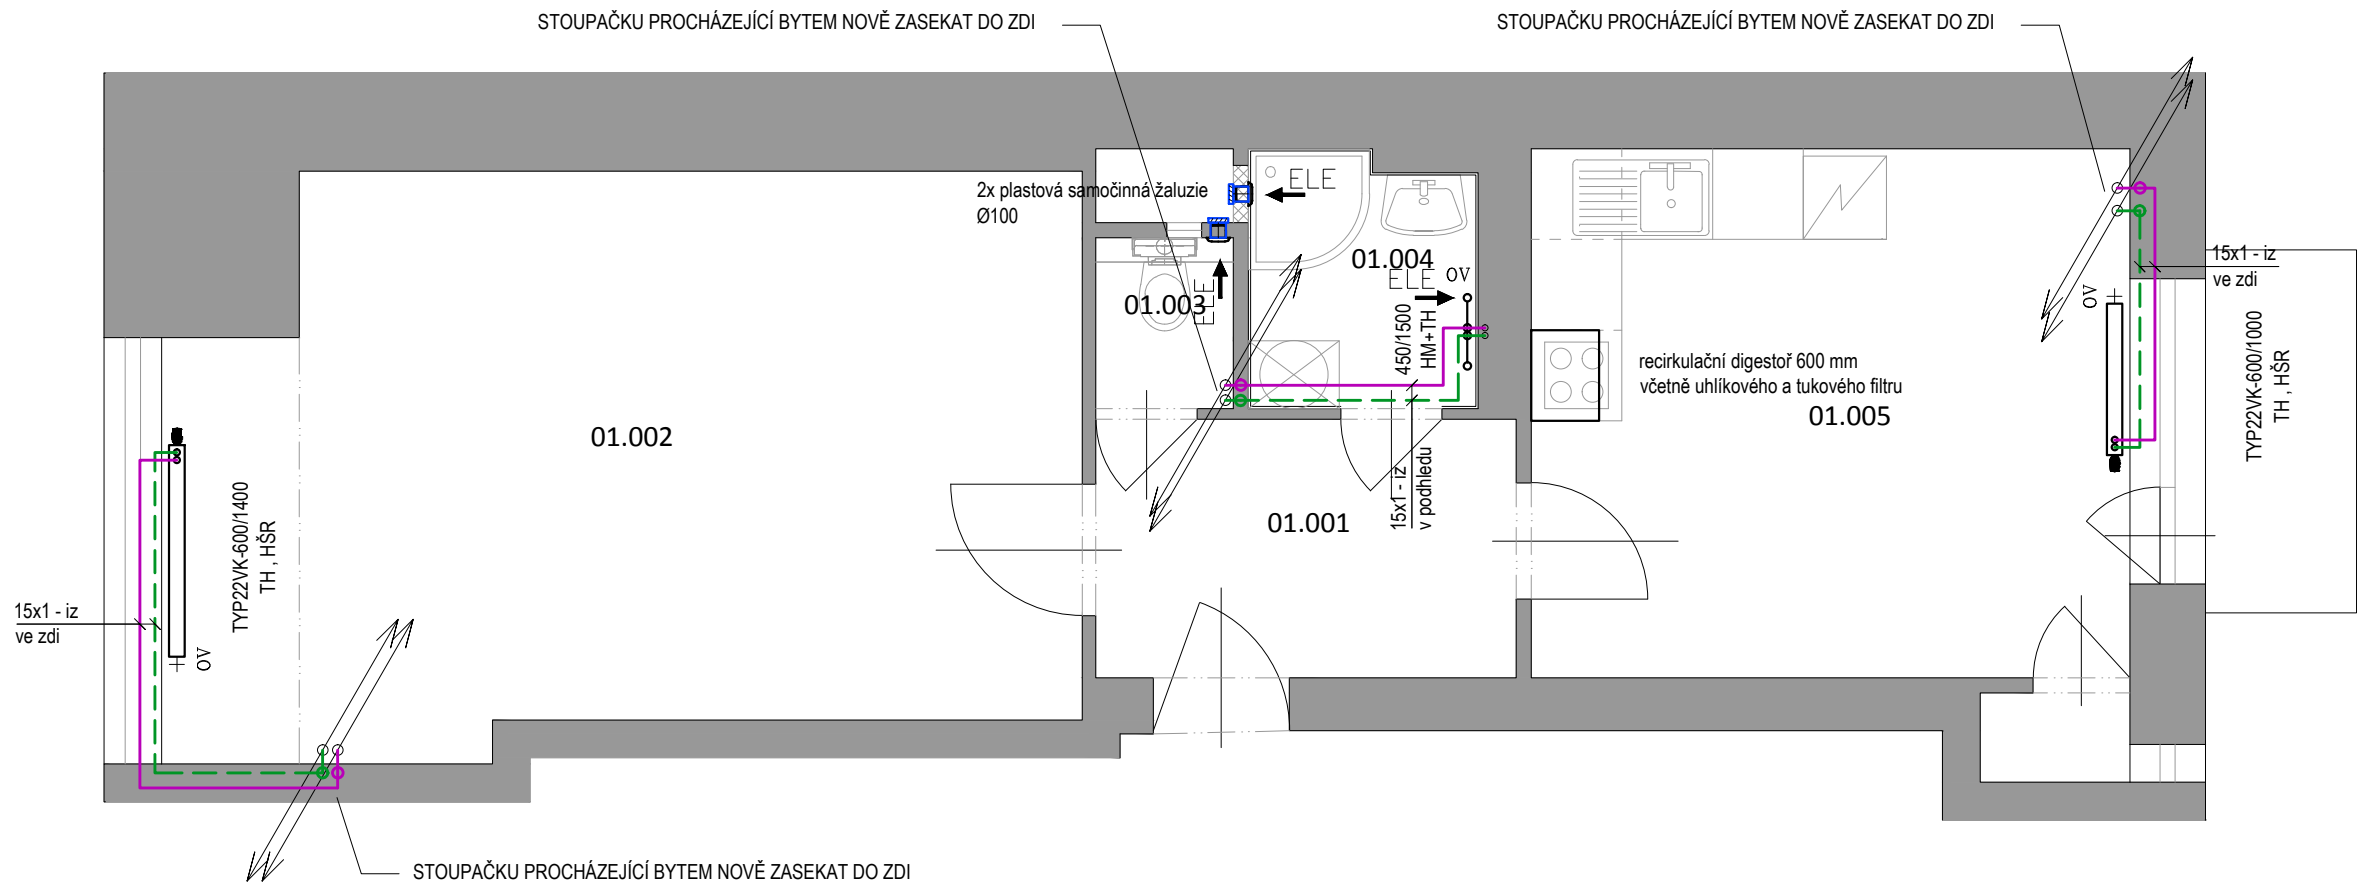 STOUPAČKU PROCHÁZEJÍCÍ BYTEM NOVĚ ZASEKAT DO ZDI
STOUPAČKU PROCHÁZEJÍCÍ BYTEM NOVĚ ZASEKAT DO ZDI
2x plastová samočinná žaluzie
Ø100
ELE
01.004
ELE
OV
01.003
ELE
450/1500
HM+TH
15x1 - iz
ve zdi
OV
TYP22VK-600/1000
TH , HŠR
recirkulační digestoř 600 mm
včetně uhlíkového a tukového filtru
01.005
01.002
15x1 - iz
v podhledu
01.001
TYP22VK-600/1400
TH , HŠR
15x1 - iz
ve zdi
OV
STOUPAČKU PROCHÁZEJÍCÍ BYTEM NOVĚ ZASEKAT DO ZDI